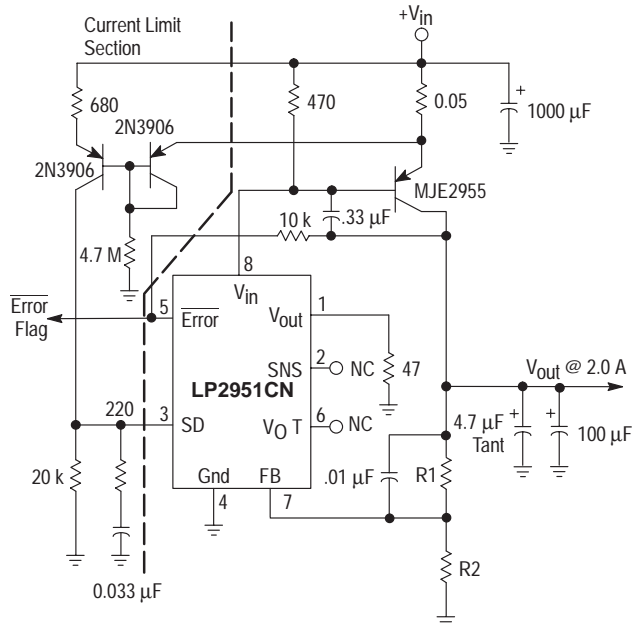 Current Limit
Section
+Vin
680
470
0.05
+
1000 µF
2N3906
2N3906
MJE2955
.33 µF
10 k
4.7 M
8
Vin
Error
Flag
5
Error
Vout
1
SNS
2
NC
47
LP2951CN
Vout @ 2.0 A
220
3
SD
VO T
6
NC
4.7 µF
Tant
+
+
100 µF
20 k
Gnd
FB
4
7
.01 µF
R1
R2
0.033 µF